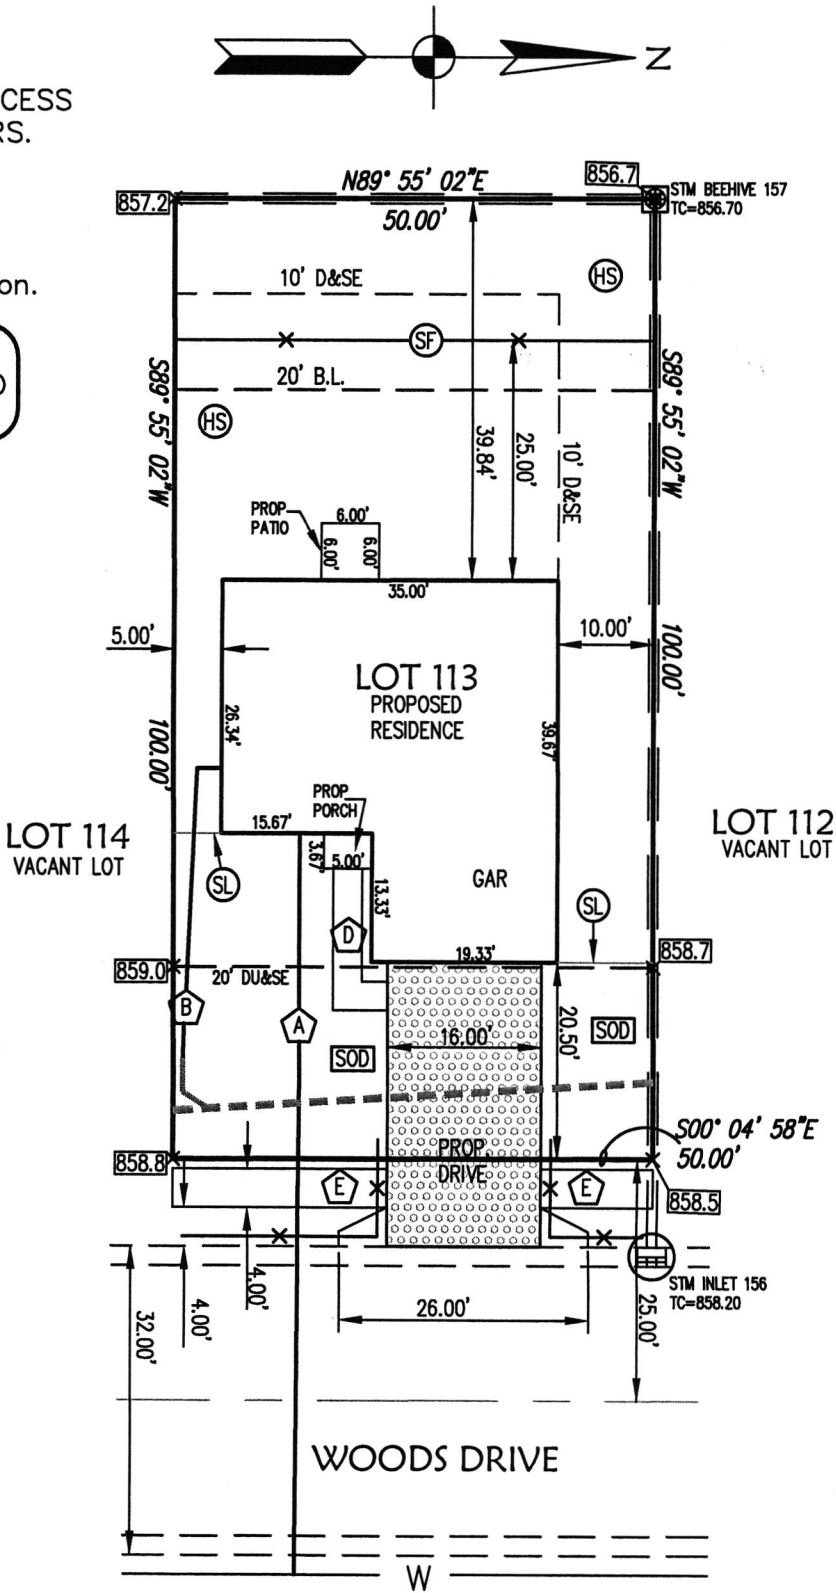 N
CESS
RS.
856.7
STM BEEHIVE 157
TC=856.70
857.2
N89° 55' 02"E
50.00'
on.
10' D&SE
HS
SF
20' B.L.
S89° 55' 02"W
HS
39.84'
25.00'
10' D&SE
S89° 55' 02"W
PROP
PATIO
6.00'
6.00'
6.00'
35.00'
5.00'
10.00'
100.00'
LOT 113
PROPOSED
RESIDENCE
26.34'
39.67'
100.00'
PROP
PORCH
LOT 114
VACANT LOT
15.67'
3.67'
5.00'
LOT 112
VACANT LOT
SL
13.33'
GAR
SL
D
19.33'
858.7
859.0
20' DU&SE
B
A
16.00'
20.50'
SOD
SOD
S00° 04' 58"E
50.00'
858.8
PROP.
DRIVE
E
E
858.5
STM INLET 156
TC=858.20
4.00'
4.00'
32.00'
26.00'
25.00'
WOODS DRIVE
W